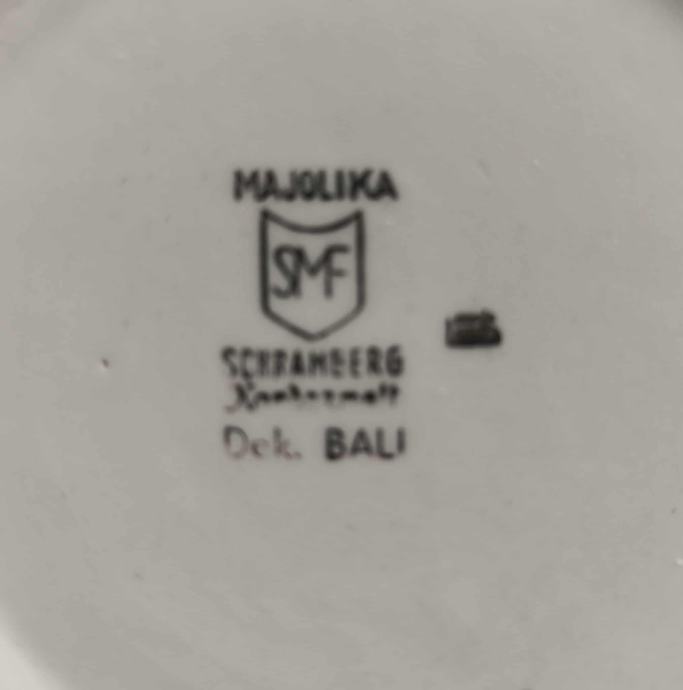 MAJOLIKA
SMF
SCHRAMBERG
Dek. BALI